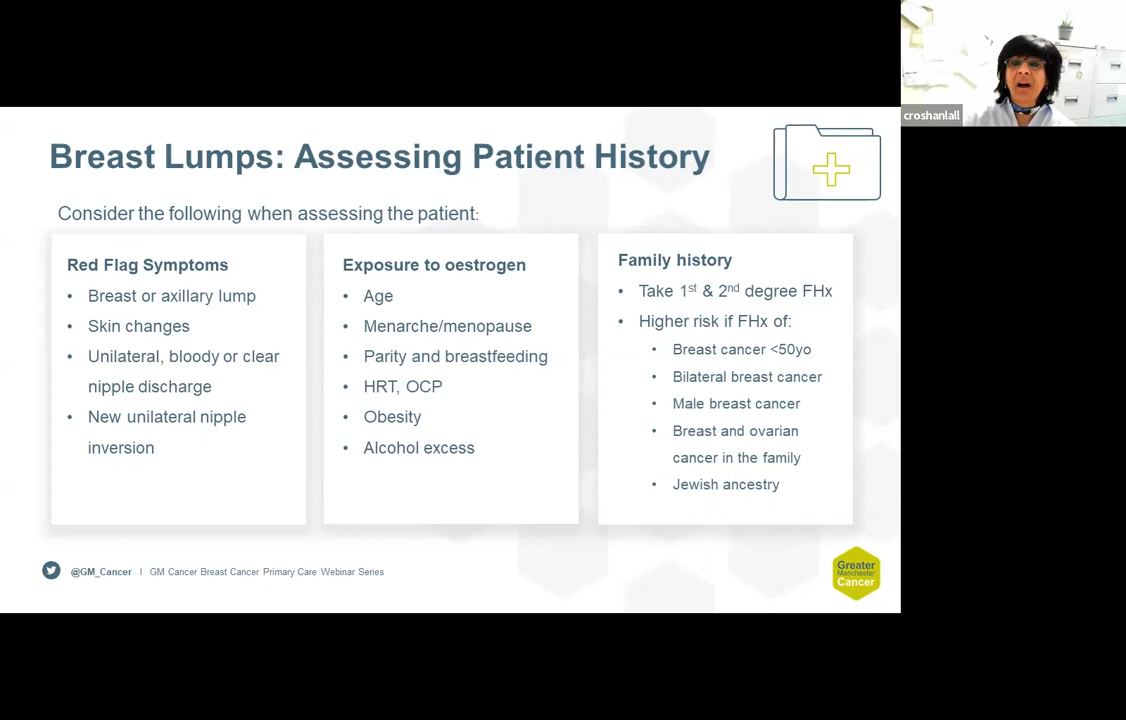 croshanlall
Breast Lumps: Assessing Patient History
Consider the following when assessing the patient:
Red Flag Symptoms
• Breast or axillary lump
• Skin changes
• Unilateral, bloody or clear
nipple discharge
• New unilateral nipple
inversion
Exposure to oestrogen
• Age
• Menarche/menopause
• Parity and breastfeeding
• HRT, OCP
• Obesity
• Alcohol excess
Family history
• Take 1st & 2nd degree FHx
• Higher risk if FHx of:
• Breast cancer <50yo
• Bilateral breast cancer
• Male breast cancer
• Breast and ovarian
cancer in the family
• Jewish ancestry
@GM_Cancer | GM Cancer Breast Cancer Primary Care Webinar Series
Greater
Manchester
Cancer